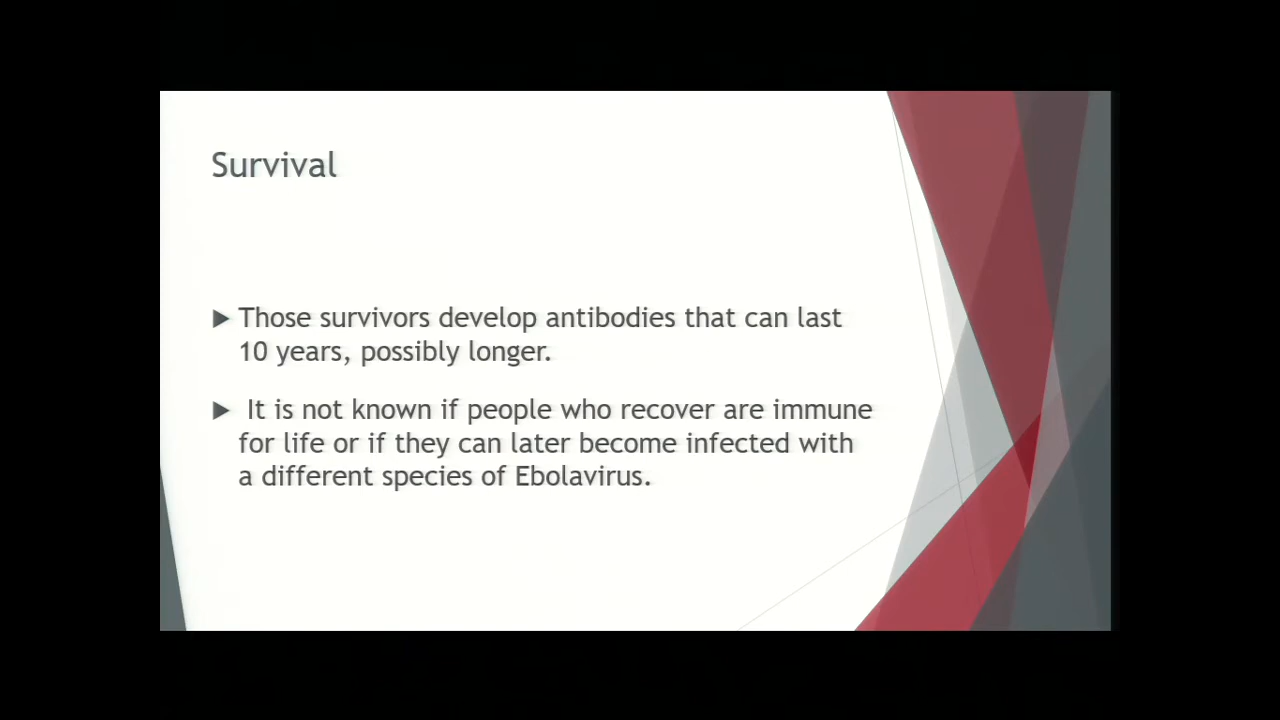 Survival
Those survivors develop antibodies that can last
10 years, possibly longer.
It is not known if people who recover are immune
for life or if they can later become infected with
a different species of Ebolavirus.